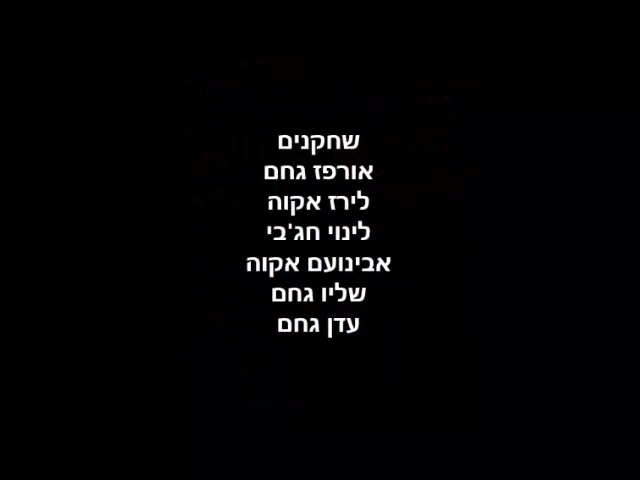 שחקנים
אורפז גחם
לירז אקוה
לינוי חג'בי
אבינועם אקוה
שליו גחם
עדן גחם